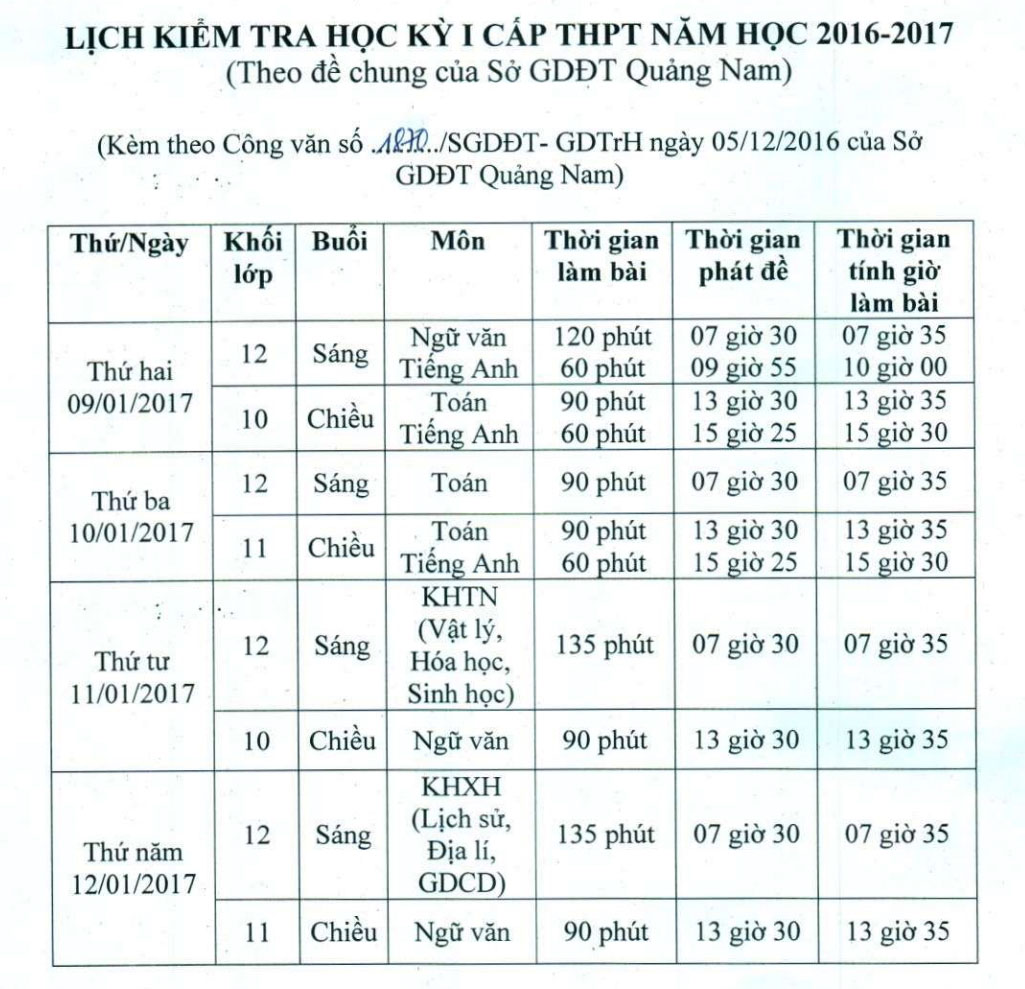 LỊCH KIỂM TRA HỌC KỲ I CẤP THPT NĂM HỌC 2016-2017
(Theo đề chung của Sở GDĐT Quảng Nam)
(Kèm theo Công văn số .1870../SGDĐT- GDTrH ngày 05/12/2016 của Sở
GDĐT Quảng Nam)
Thứ/Ngày Khối lớp Buổi Môn Thời gian làm bài Thời gian phát đề Thời gian tính giờ làm bài
Thứ hai 09/01/2017
12 Sáng
Ngữ văn 120 phút 07 giờ 30 07 giờ 35
Tiếng Anh 60 phút 09 giờ 55 10 giờ 00
10 Chiều
Toán 90 phút 13 giờ 30 13 giờ 35
Tiếng Anh 60 phút 15 giờ 25 15 giờ 30
Thứ ba 10/01/2017
12 Sáng Toán 90 phút 07 giờ 30 07 giờ 35
11 Chiều
Toán 90 phút 13 giờ 30 13 giờ 35
Tiếng Anh 60 phút 15 giờ 25 15 giờ 30
Thứ tư 11/01/2017
12 Sáng KHTN (Vật lý, Hóa học, Sinh học) 135 phút 07 giờ 30 07 giờ 35
10 Chiều Ngữ văn 90 phút 13 giờ 30 13 giờ 35
Thứ năm 12/01/2017
12 Sáng KHXH (Lịch sử, Địa lí, GDCD) 135 phút 07 giờ 30 07 giờ 35
11 Chiều Ngữ văn 90 phút 13 giờ 30 13 giờ 35